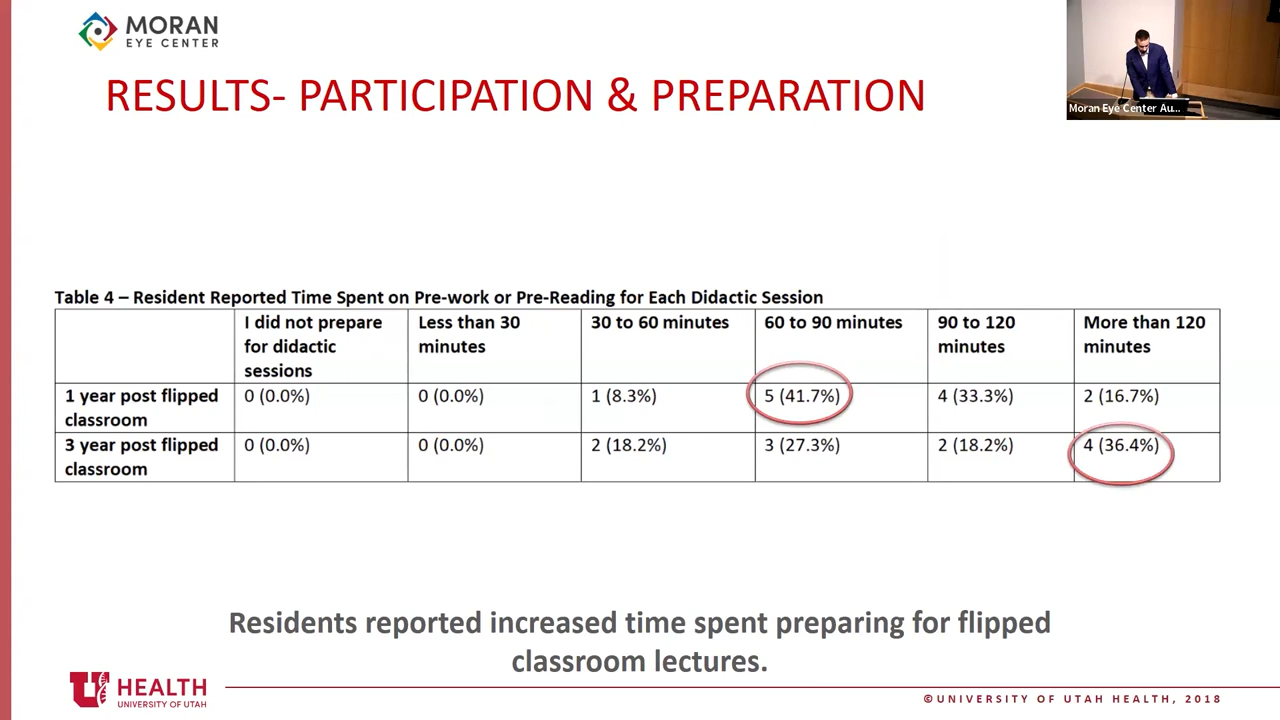 MORAN
EYE CENTER
Moran Eye Center Au...
RESULTS- PARTICIPATION & PREPARATION
Table 4 – Resident Reported Time Spent on Pre-work or Pre-Reading for Each Didactic Session
I did not prepare for didactic sessions
Less than 30 minutes
30 to 60 minutes
60 to 90 minutes
90 to 120 minutes
More than 120 minutes
1 year post flipped classroom
0 (0.0%)
0 (0.0%)
1 (8.3%)
5 (41.7%)
4 (33.3%)
2 (16.7%)
3 year post flipped classroom
0 (0.0%)
0 (0.0%)
2 (18.2%)
3 (27.3%)
2 (18.2%)
4 (36.4%)
Residents reported increased time spent preparing for flipped
classroom lectures.
U HEALTH
UNIVERSITY OF UTAH
©UNIVERSITY OF UTAH HEALTH, 2018